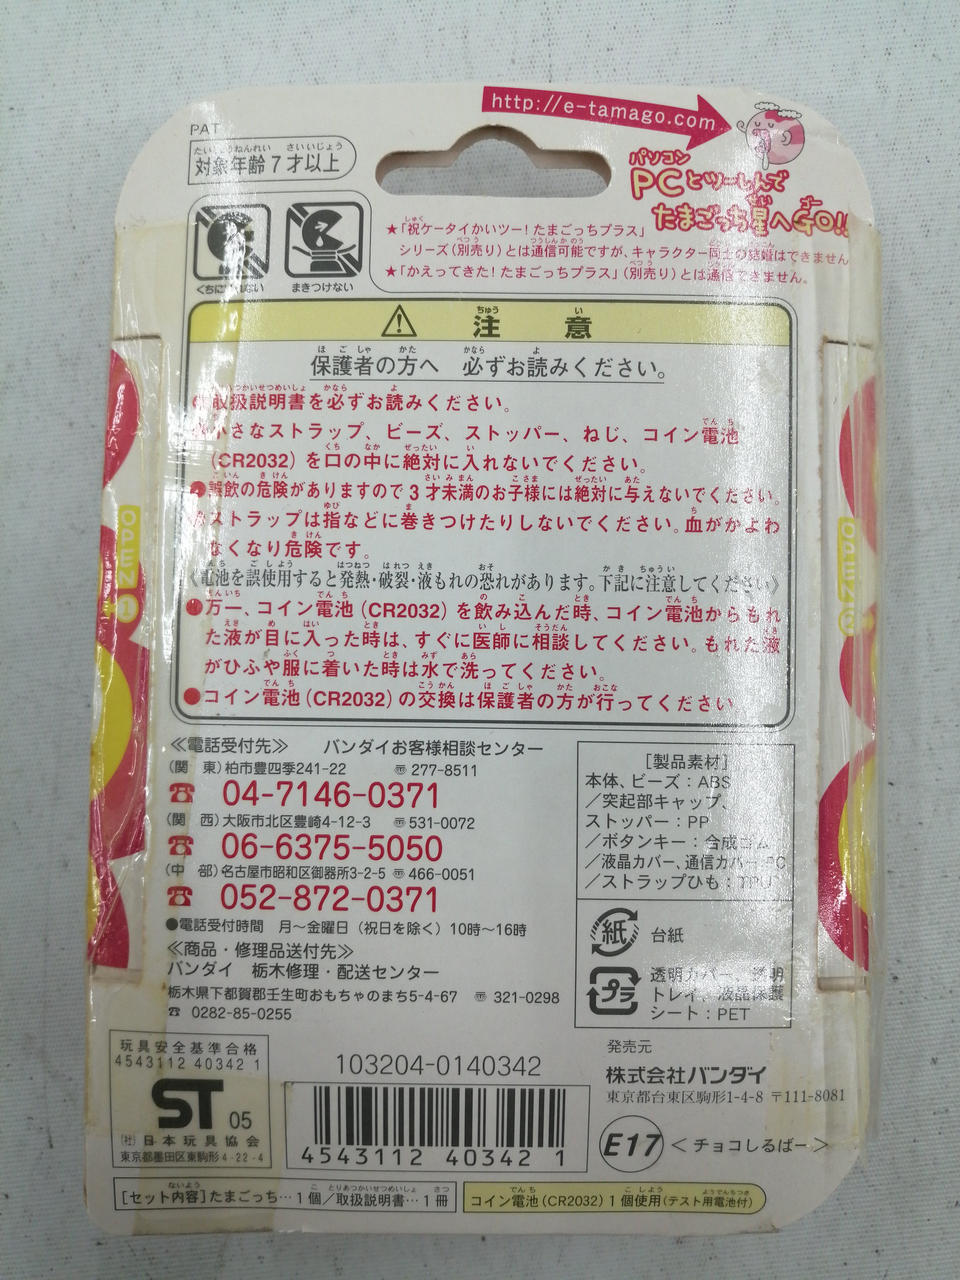 http://e-tamago.com
PAT
対象年齢7才以上
パソコン
PCとツーしんで
たまごっち星へGO!!
くちに　ない
まきつけない
★「祝ケータイかいツー!たまごっちプラス」
シリーズ(別売り)とは通信可能ですが、キャラクター同士の結婚はできません
★「かえってきた!たまごっちプラス」(別売り)とは通信できません。
注意
保護者の方へ　必ずお読みください。
取扱説明書を必ずお読みください。
小さなストラップ、ビーズ、ストッパー、ねじ、コイン電池
(CR2032)を口の中に絶対に入れないでください。
●誤飲の危険がありますので3才未満のお子様には絶対に与えないでください。
ストラップは指などに巻きつけたりしないでください。血がかよわ
なくなり危険です。
《電池を誤使用すると発熱・破裂・液もれの恐れがあります。下記に注意してください》
●万一、コイン電池(CR2032)を飲み込んだ時、コイン電池からもれ
た液が目に入った時は、すぐに医師に相談してください。もれた液
がひふや服に着いた時は水で洗ってください。
●コイン電池(CR2032)の交換は保護者の方が行ってください
OPEN
1
OPEN
2
≪電話受付先≫　バンダイお客様相談センター
(関　東)柏市豊四季241-22　〒277-8511
☎ 04-7146-0371
(関　西)大阪市北区豊崎4-12-3　〒531-0072
☎ 06-6375-5050
(中　部)名古屋市昭和区御器所3-2-5　〒466-0051
☎ 052-872-0371
●電話受付時間　月〜金曜日(祝日を除く)10時〜16時
≪商品・修理品送付先≫
バンダイ　栃木修理・配送センター
栃木県下都賀郡壬生町おもちゃのまち5-4-67　〒321-0298
☎ 0282-85-0255
[製品素材]
本体、ビーズ:ABS
/突起部キャップ、
ストッパー:PP
/ボタンキー:合成ゴム
/液晶カバー、通信カバー:PC
/ストラップひも:TPU
紙
台紙
プラ
透明カバー、透明
トレイ、液晶保護
シート:PET
玩具安全基準合格
4543112 40342 1
ST 05
(社)日本玩具協会
東京都墨田区東駒形4-22-4
103204-0140342
4543112 403421
発売元
株式会社バンダイ
東京都台東区駒形1-4-8 〒111-8081
E17
<チョコしるばー>
[セット内容]たまごっち…1個/取扱説明書…1冊
コイン電池(CR2032)1個使用(テスト用電池付)